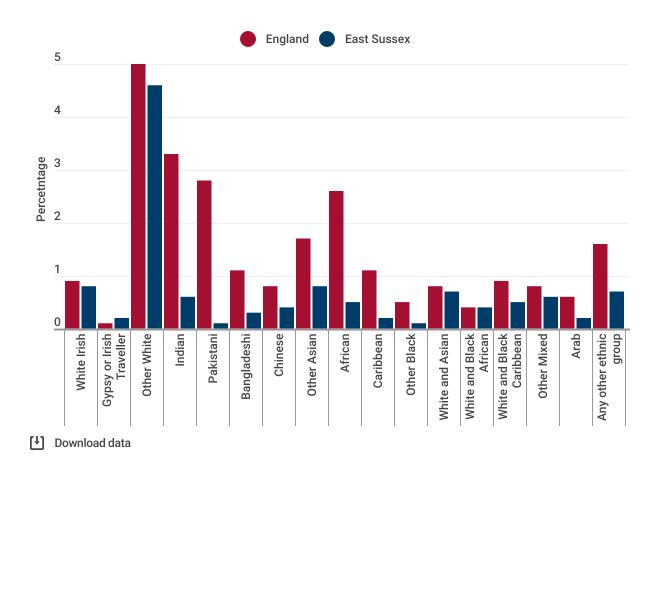 England
East Sussex
5
4
3
2
1
0
Percetntage
White Irish
Gypsy or Irish
Traveller
Other White
Indian
Pakistani
Bangladeshi
Chinese
Other Asian
African
Caribbean
Other Black
White and Asian
White and Black
African
White and Black
Caribbean
Other Mixed
Arab
Any other ethnic
group
Download data